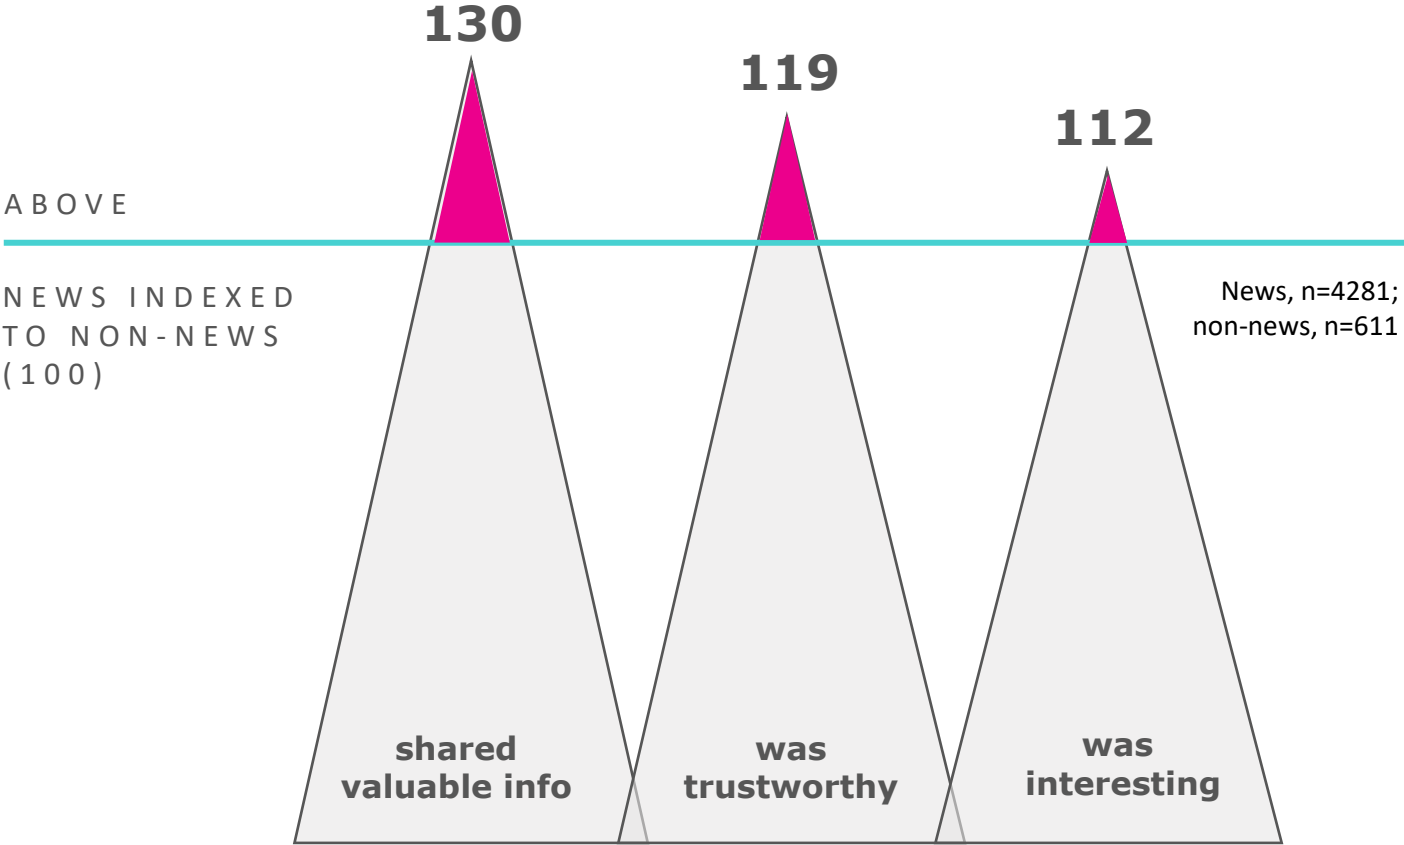 130
119
112
ABOVE
NEWS INDEXED
TO NON-NEWS
(100)
News, n=4281;
non-news, n=611
shared
valuable info
was
trustworthy
was
interesting